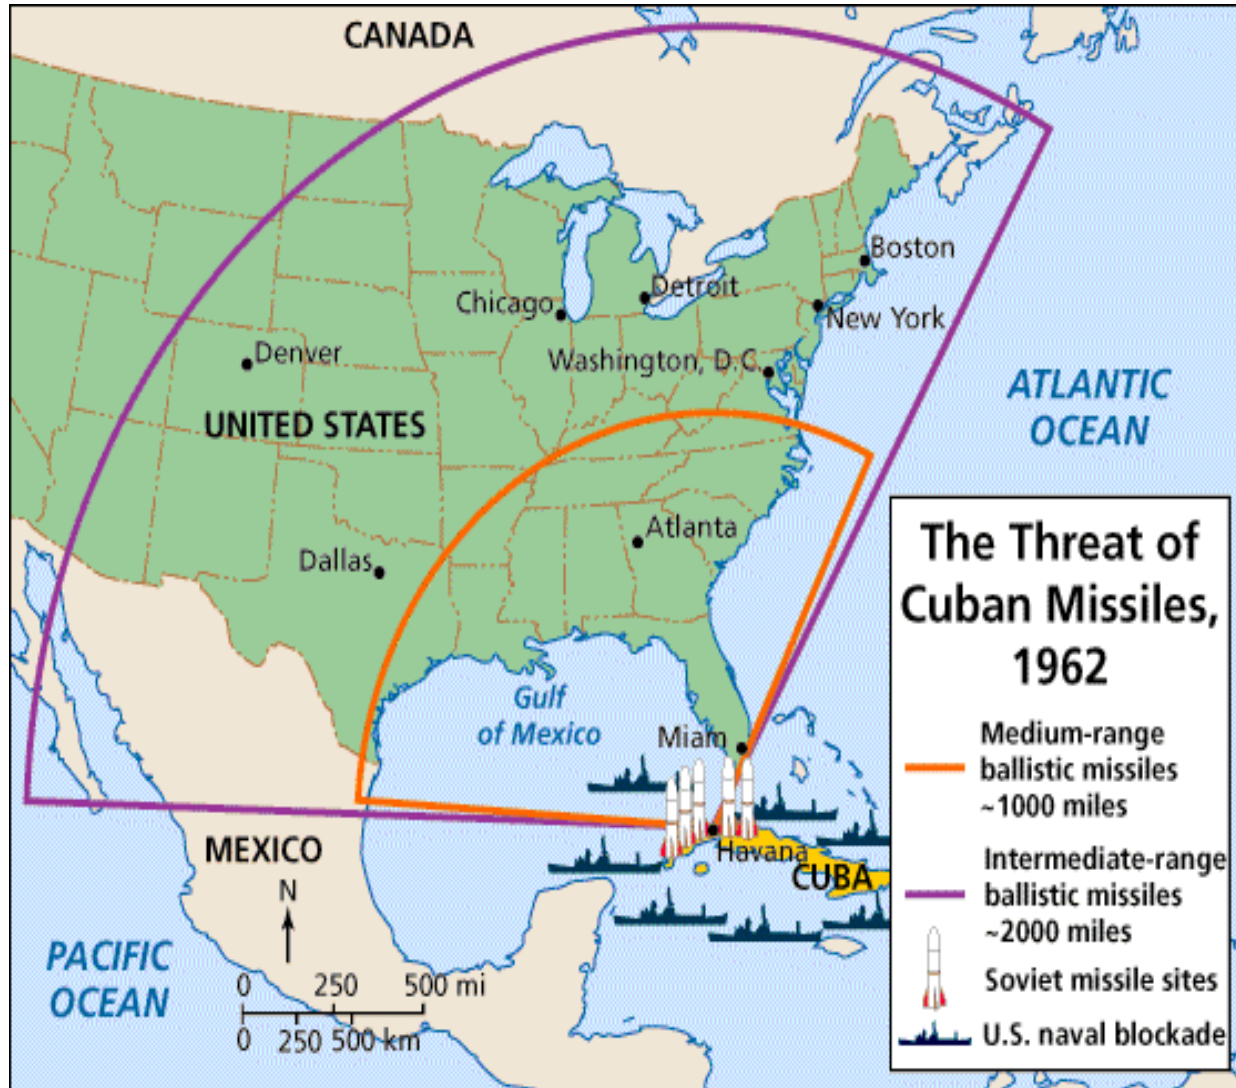 CANADA
Boston
Detroit
Chicago
New York
Denver
Washington, D.C
ATLANTIC
OCEAN
UNITED STATES
Atlanta
Dallas
Gulf
of Mexico
Miam
Havana
CUBA
MEXICO
N
PACIFIC
OCEAN
0 250 500 mi
0 250 500 km
The Threat of
Cuban Missiles,
1962
Medium-range
ballistic missiles
~1000 miles
Intermediate-range
ballistic missiles
~2000 miles
Soviet missile sites
U.S. naval blockade